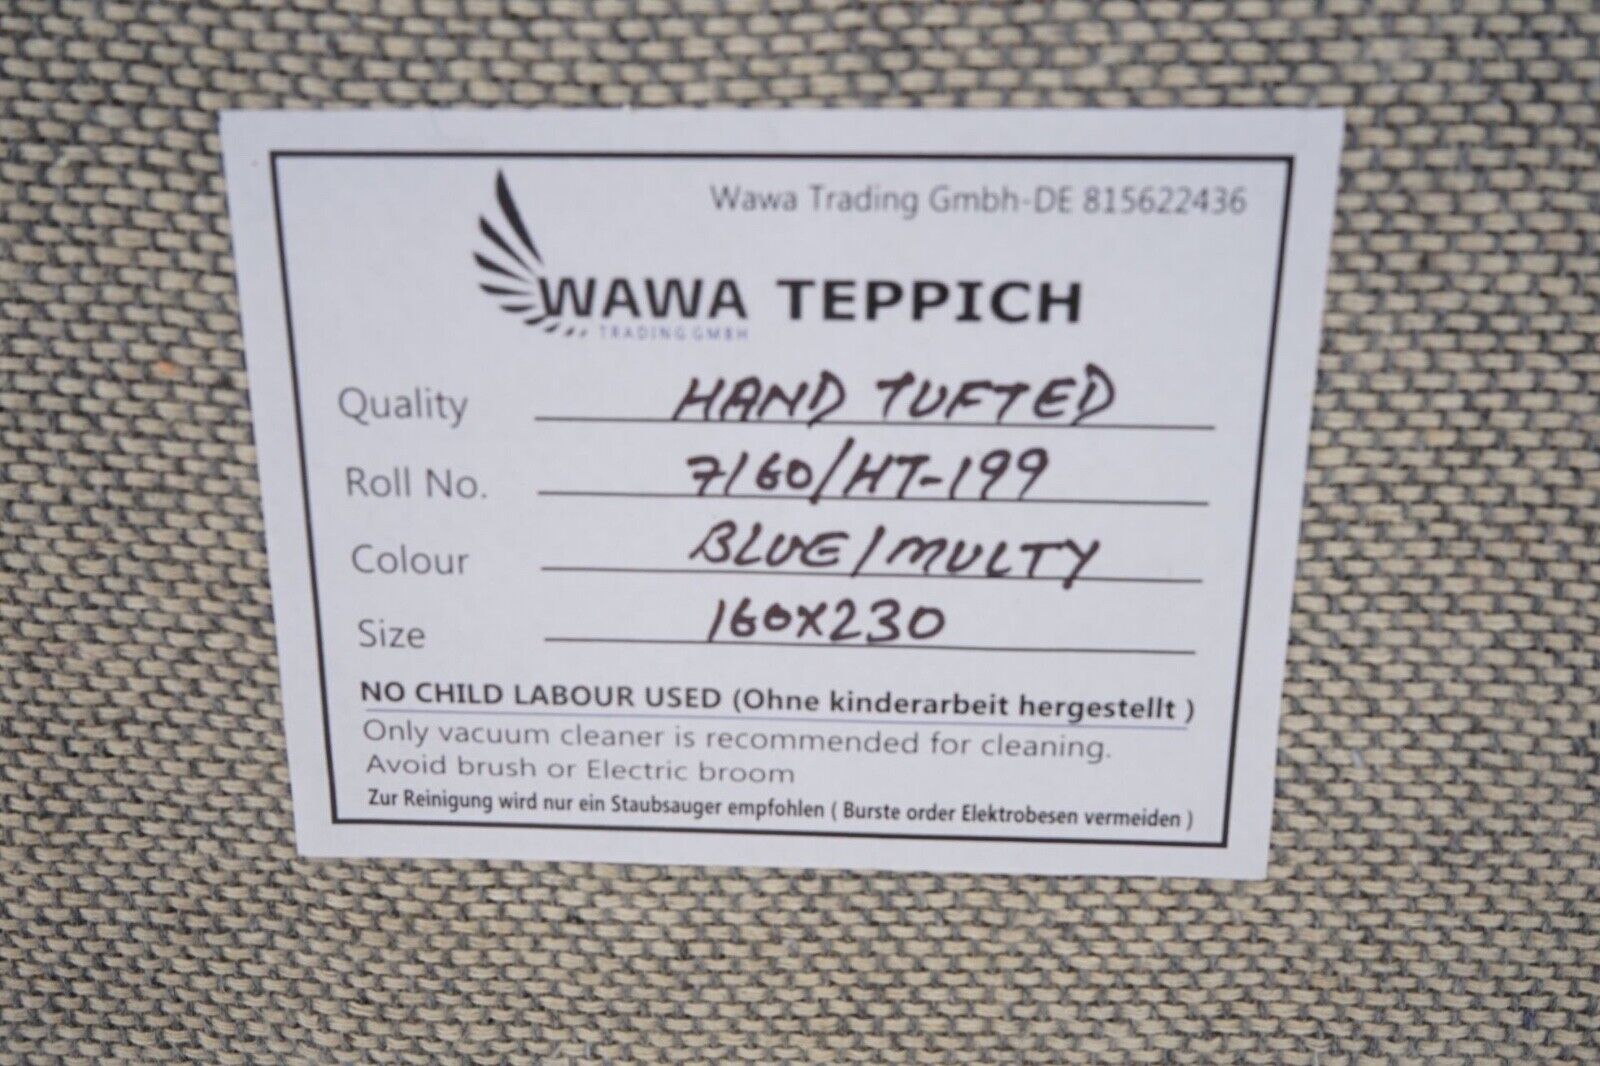 Wawa Trading Gmbh-DE 815622436
WAWA TEPPICH
TRADING GMBH
Quality HAND TUFTED
Roll No. 7160/HT-199
Colour BLUE/MULTY
Size 160X230
NO CHILD LABOUR USED (Ohne kinderarbeit hergestellt )
Only vacuum cleaner is recommended for cleaning.
Avoid brush or Electric broom
Zur Reinigung wird nur ein Staubsauger empfohlen ( Burste order Elektrobesen vermeiden )